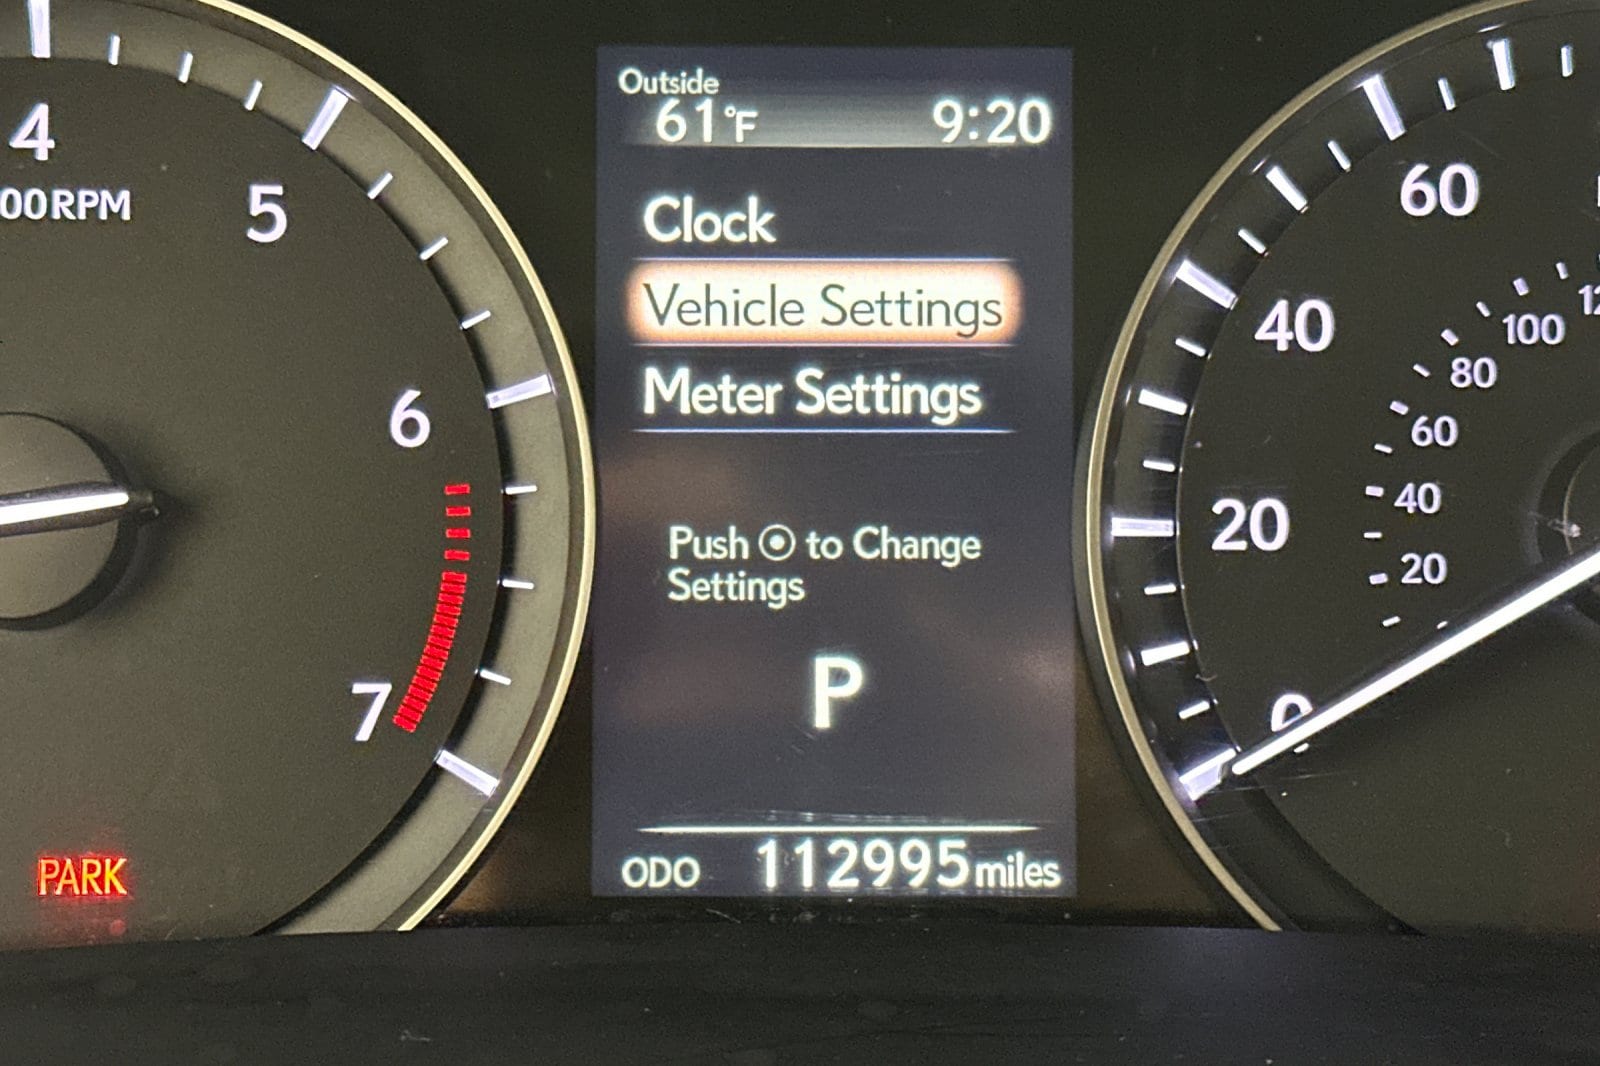 Outside
61°F 9:20
Clock
Vehicle Settings
Meter Settings
Push ⊙ to Change
Settings
P
ODO 112995 miles
4
00RPM
5
6
7
PARK
60
40
20
0
100
80
60
40
20